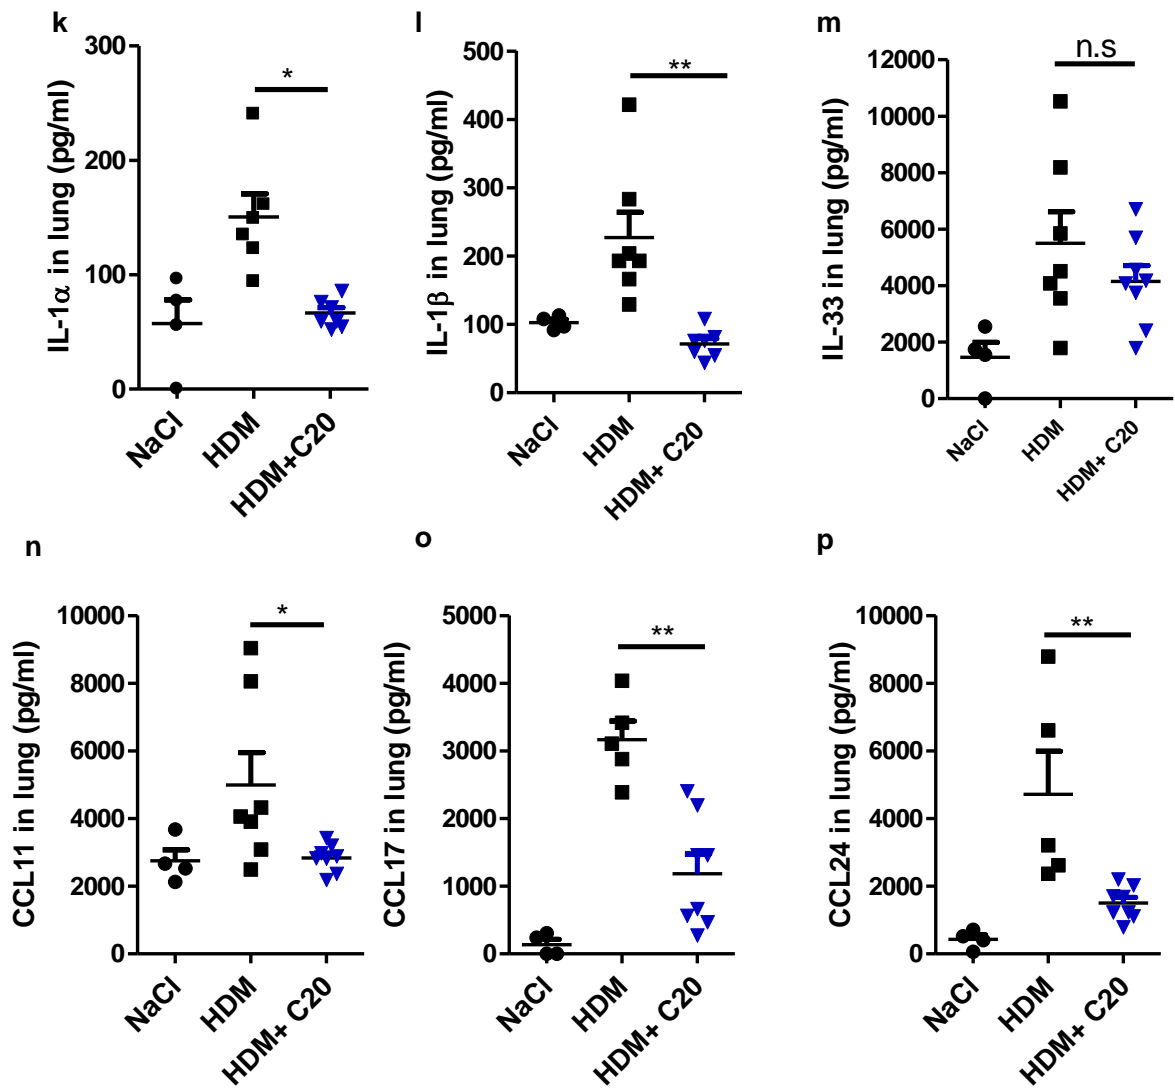 k
IL-1α in lung (pg/ml)
300
200
100
0
*
NaCl
HDM
HDM+C20
l
IL-1β in lung (pg/ml)
500
400
300
200
100
0
**
NaCl
HDM
HDM+ C20
m
IL-33 in lung (pg/ml)
12000
10000
8000
6000
4000
2000
0
n.s
NaCl
HDM
HDM+ C20
n
CCL11 in lung (pg/ml)
10000
8000
6000
4000
2000
0
*
NaCl
HDM
HDM+ C20
o
CCL17 in lung (pg/ml)
5000
4000
3000
2000
1000
0
**
NaCl
HDM
HDM+ C20
p
CCL24 in lung (pg/ml)
10000
8000
6000
4000
2000
0
**
NaCl
HDM
HDM+ C20